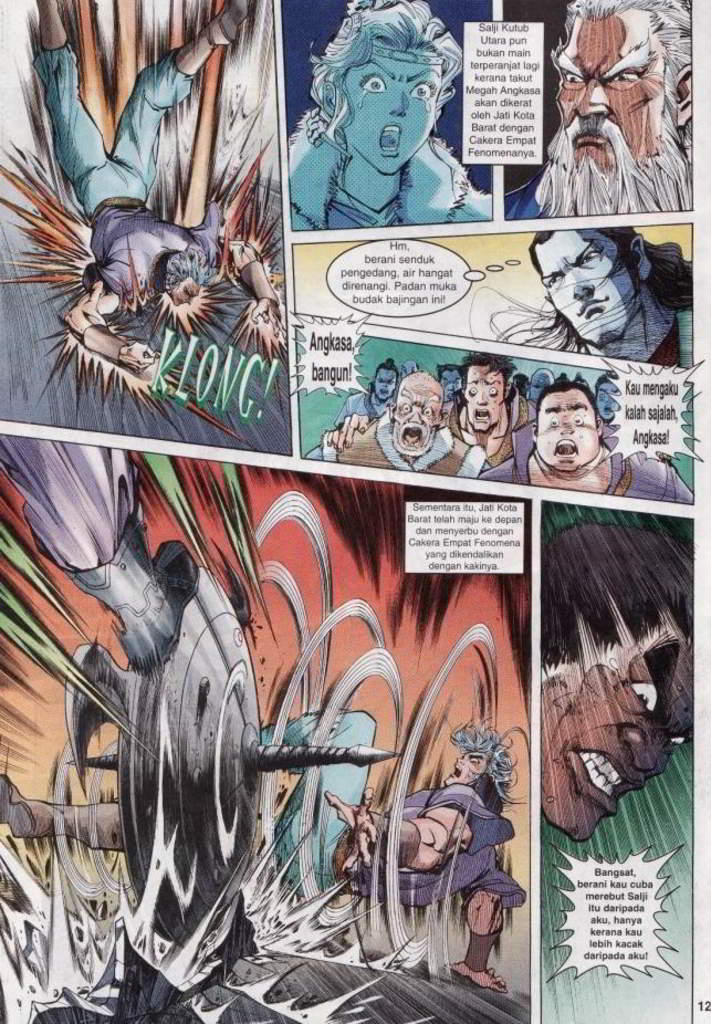 Salji Kutub
Utara pun
bukan main
terperanjat lagi
kerana takut
Megah Angkasa
akan dikerat
oleh Jati Kota
Barat dengan
Cakera Empat
Fenomenanya.
Hm,
berani senduk
pengedang, air hangat
direnangi. Padan muka
budak bajingan ini!
KLONG!
Angkasa,
bangun!
Kau mengaku
kalah sajalah,
Angkasa!
Sementara itu, Jati Kota
Barat telah maju ke depan
dan menyerbu dengan
Cakera Empat Fenomena
yang dikendalikan
dengan kakinya.
Bangsat,
berani kau cuba
merebut Salji
itu daripada
aku, hanya
kerana kau
lebih kacak
daripada aku!
12